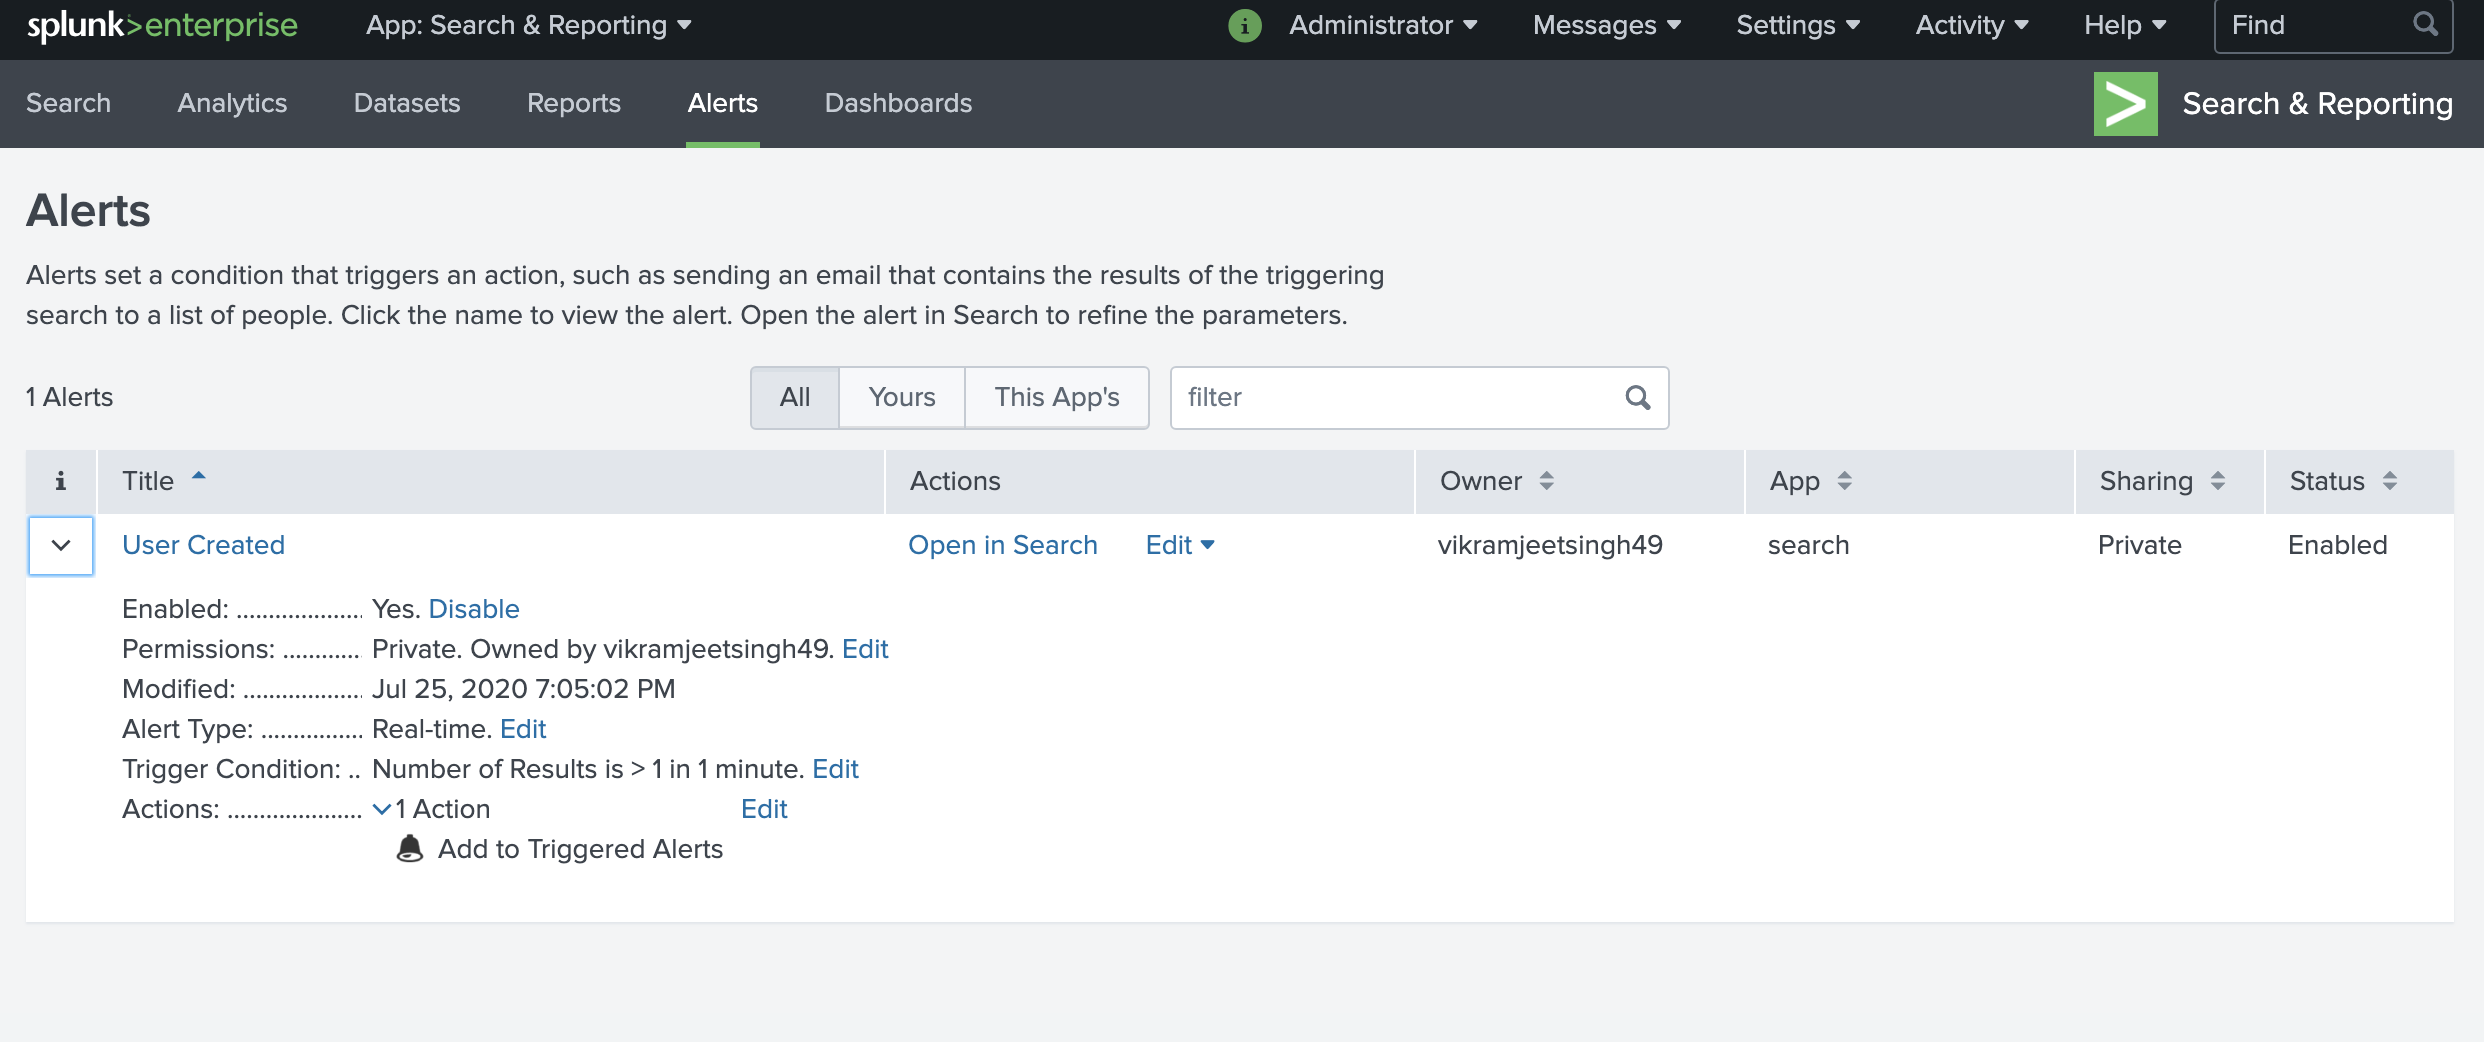 splunk>enterprise App: Search & Reporting i Administrator Messages Settings Activity Help Find
Search Analytics Datasets Reports Alerts Dashboards > Search & Reporting
Alerts
Alerts set a condition that triggers an action, such as sending an email that contains the results of the triggering
search to a list of people. Click the name to view the alert. Open the alert in Search to refine the parameters.
1 Alerts All Yours This App's filter
i Title Actions Owner App Sharing Status
User Created Open in Search Edit vikramjeetsingh49 search Private Enabled
Enabled: .................... Yes. Disable
Permissions: ............ Private. Owned by vikramjeetsingh49. Edit
Modified: ................... Jul 25, 2020 7:05:02 PM
Alert Type: ................ Real-time. Edit
Trigger Condition: .. Number of Results is > 1 in 1 minute. Edit
Actions: ..................... 1 Action Edit
Add to Triggered Alerts